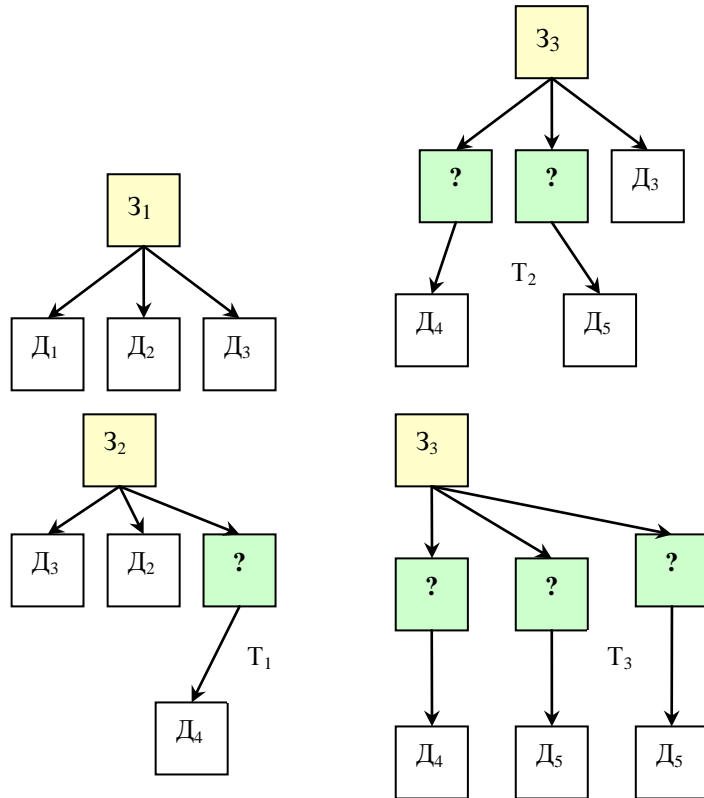 З3
? ? Д3
Т2
Д4 Д5
З1
Д1 Д2 Д3
З2
Д3 Д2 ?
Т1
Д4
З3
? ? ?
Т3
Д4 Д5 Д5